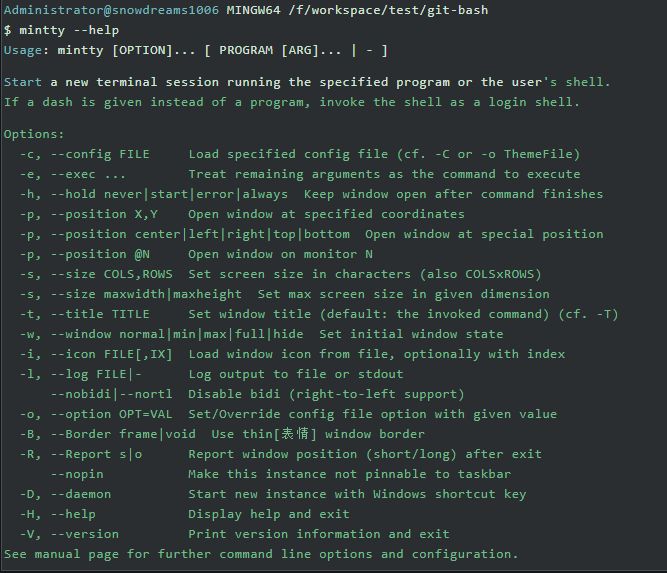 Administrator@snowdreams1006 MINGW64 /f/workspace/test/git-bash
$ mintty --help
Usage: mintty [OPTION]... [ PROGRAM [ARG]... | - ]
Start a new terminal session running the specified program or the user's shell.
If a dash is given instead of a program, invoke the shell as a login shell.
Options:
  -c, --config FILE     Load specified config file (cf. -C or -o ThemeFile)
  -e, --exec ...        Treat remaining arguments as the command to execute
  -h, --hold never|start|error|always  Keep window open after command finishes
  -p, --position X,Y    Open window at specified coordinates
  -p, --position center|left|right|top|bottom  Open window at special position
  -p, --position @N     Open window on monitor N
  -s, --size COLS,ROWS  Set screen size in characters (also COLSxROWS)
  -s, --size maxwidth|maxheight  Set max screen size in given dimension
  -t, --title TITLE     Set window title (default: the invoked command) (cf. -T)
  -w, --window normal|min|max|full|hide  Set initial window state
  -i, --icon FILE[,IX]  Load window icon from file, optionally with index
  -l, --log FILE|-      Log output to file or stdout
      --nobidi|--nortl  Disable bidi (right-to-left support)
  -o, --option OPT=VAL  Set/Override config file option with given value
  -B, --Border frame|void  Use thin[表情] window border
  -R, --Report s|o      Report window position (short/long) after exit
      --nopin           Make this instance not pinnable to taskbar
  -D, --daemon          Start new instance with Windows shortcut key
  -H, --help            Display help and exit
  -V, --version         Print version information and exit
See manual page for further command line options and configuration.